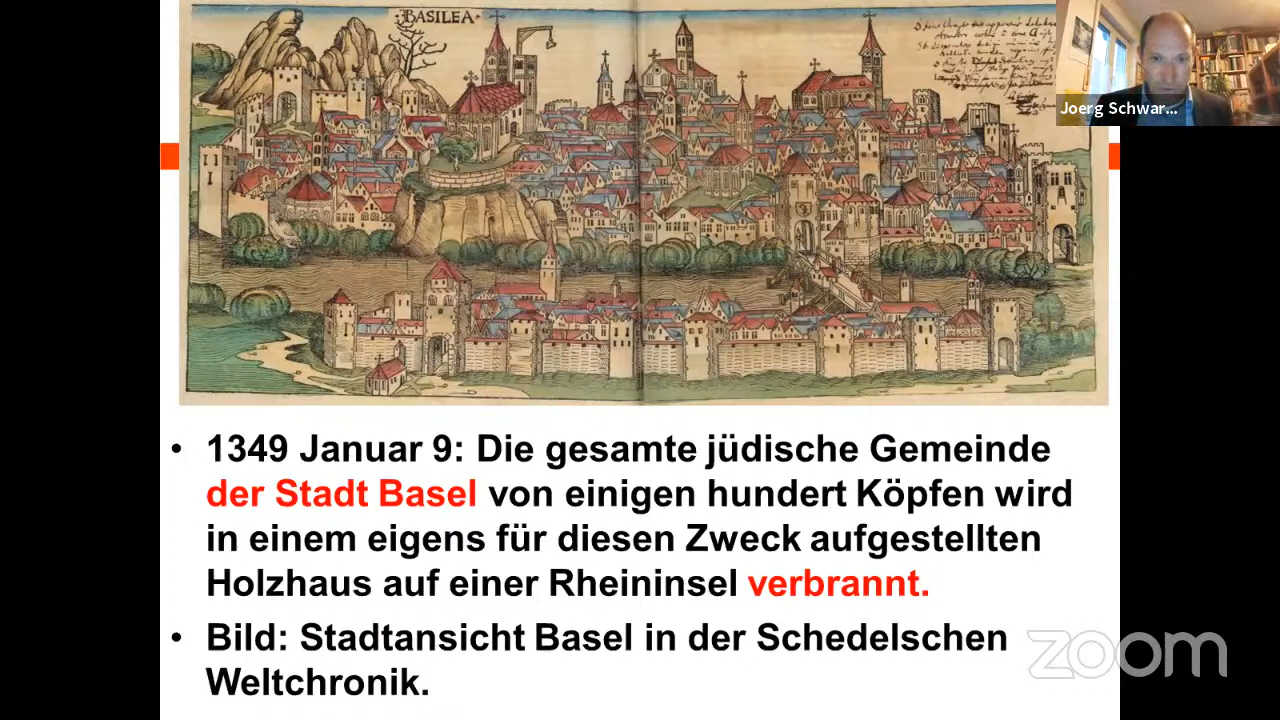 BASILEA
Joerg Schwar...
• 1349 Januar 9: Die gesamte jüdische Gemeinde
der Stadt Basel von einigen hundert Köpfen wird
in einem eigens für diesen Zweck aufgestellten
Holzhaus auf einer Rheininsel verbrannt.
• Bild: Stadtansicht Basel in der Schedelschen
Weltchronik.
zoom